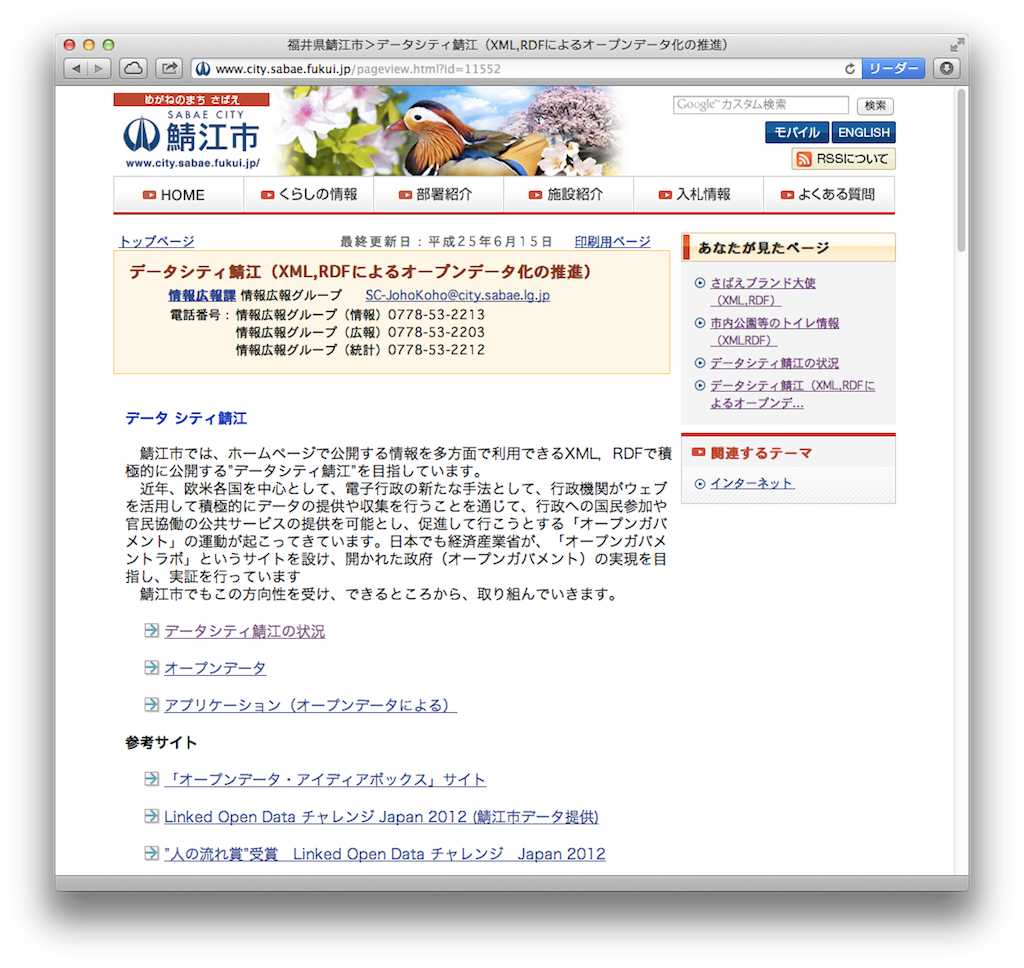 福井県鯖江市＞データシティ鯖江（XML,RDFによるオープンデータ化の推進）
www.city.sabae.fukui.jp/pageview.html?id=11552
リーダー
めがねのまち さばえ
SABAE CITY
鯖江市
www.city.sabae.fukui.jp/
Google™カスタム検索
検索
モバイル ENGLISH
RSSについて
HOME くらしの情報 部署紹介 施設紹介 入札情報 よくある質問
トップページ 最終更新日：平成25年6月15日 印刷用ページ
データシティ鯖江（XML,RDFによるオープンデータ化の推進）
情報広報課 情報広報グループ SC-JohoKoho@city.sabae.lg.jp
電話番号：情報広報グループ（情報）0778-53-2213
情報広報グループ（広報）0778-53-2203
情報広報グループ（統計）0778-53-2212
データ シティ鯖江
鯖江市では、ホームページで公開する情報を多方面で利用できるXML，RDFで積
極的に公開する"データシティ鯖江"を目指しています。
近年、欧米各国を中心として、電子行政の新たな手法として、行政機関がウェブ
を活用して積極的にデータの提供や収集を行うことを通じて、行政への国民参加や
官民協働の公共サービスの提供を可能とし、促進して行こうとする「オープンガバ
メント」の運動が起こってきています。日本でも経済産業省が、「オープンガバメ
ントラボ」というサイトを設け、開かれた政府（オープンガバメント）の実現を目
指し、実証を行っています
鯖江市でもこの方向性を受け、できるところから、取り組んでいきます。
データシティ鯖江の状況
オープンデータ
アプリケーション（オープンデータによる）
参考サイト
「オープンデータ・アイディアボックス」サイト
Linked Open Data チャレンジ Japan 2012 (鯖江市データ提供)
"人の流れ賞"受賞　Linked Open Data チャレンジ　Japan 2012
あなたが見たページ
さばえブランド大使
（XML,RDF）
市内公園等のトイレ情報
（XMLRDF）
データシティ鯖江の状況
データシティ鯖江（XML,RDFに
よるオープンデ...
関連するテーマ
インターネット